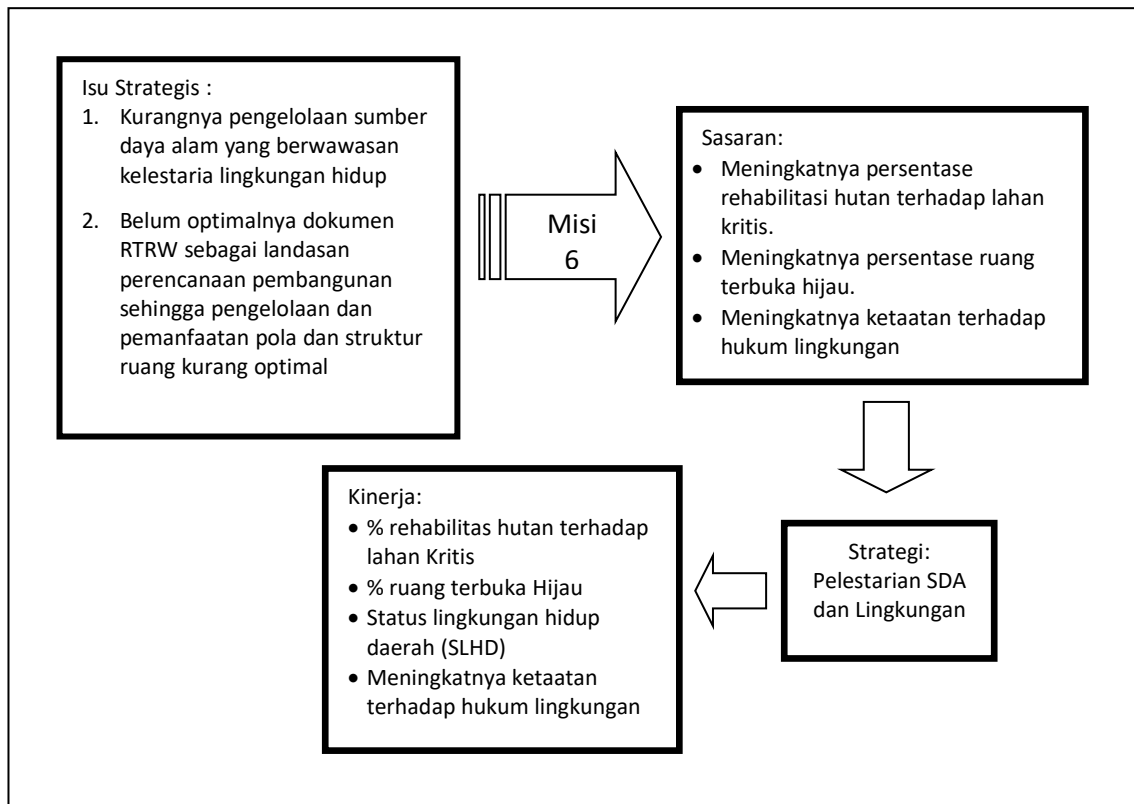 Isu Strategis :
1. Kurangnya pengelolaan sumber
daya alam yang berwawasan
kelestaria lingkungan hidup
2. Belum optimalnya dokumen
RTRW sebagai landasan
perencanaan pembangunan
sehingga pengelolaan dan
pemanfaatan pola dan struktur
ruang kurang optimal
Misi
6
Sasaran:
• Meningkatnya persentase
rehabilitasi hutan terhadap lahan
kritis.
• Meningkatnya persentase ruang
terbuka hijau.
• Meningkatnya ketaatan terhadap
hukum lingkungan
Strategi:
Pelestarian SDA
dan Lingkungan
Kinerja:
• % rehabilitas hutan terhadap
lahan Kritis
• % ruang terbuka Hijau
• Status lingkungan hidup
daerah (SLHD)
• Meningkatnya ketaatan
terhadap hukum lingkungan